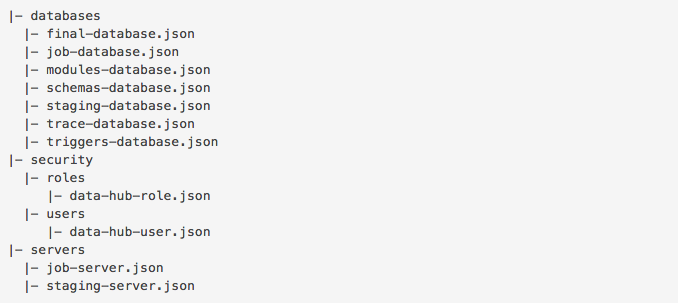 |- databases
  |- final-database.json
  |- job-database.json
  |- modules-database.json
  |- schemas-database.json
  |- staging-database.json
  |- trace-database.json
  |- triggers-database.json
|- security
  |- roles
     |- data-hub-role.json
  |- users
     |- data-hub-user.json
|- servers
  |- job-server.json
  |- staging-server.json